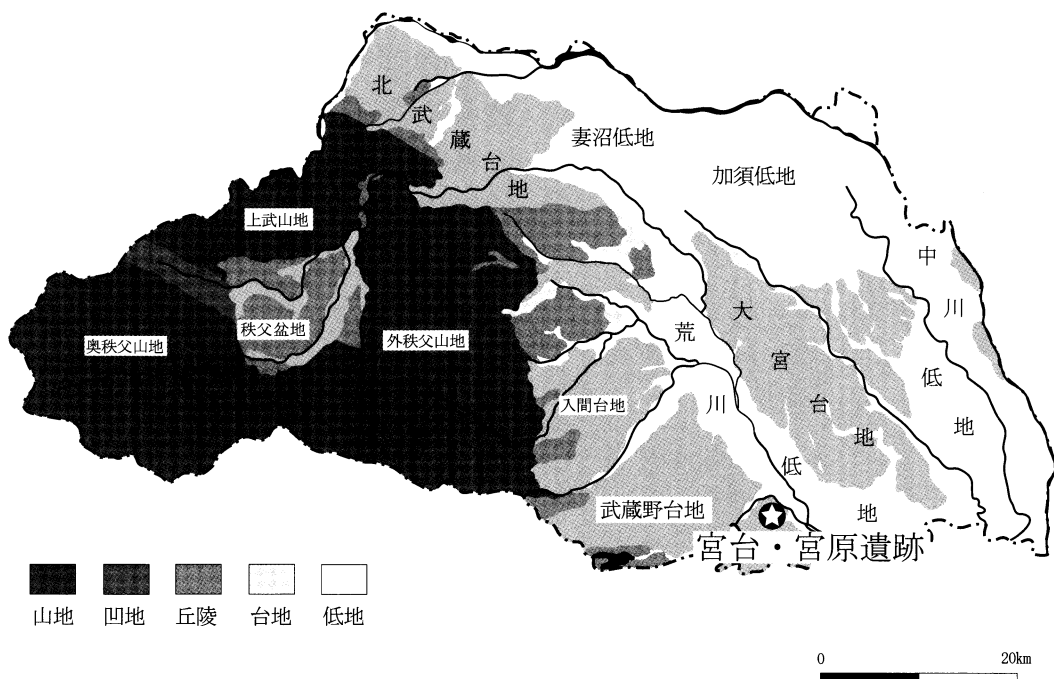 北武蔵台地
妻沼低地
加須低地
上武山地
秩父盆地
奥秩父山地
外秩父山地
入間台地
荒川低地
大宮台地
中川低地
武蔵野台地
宮台・宮原遺跡
山地
凹地
丘陵
台地
低地
0
20km